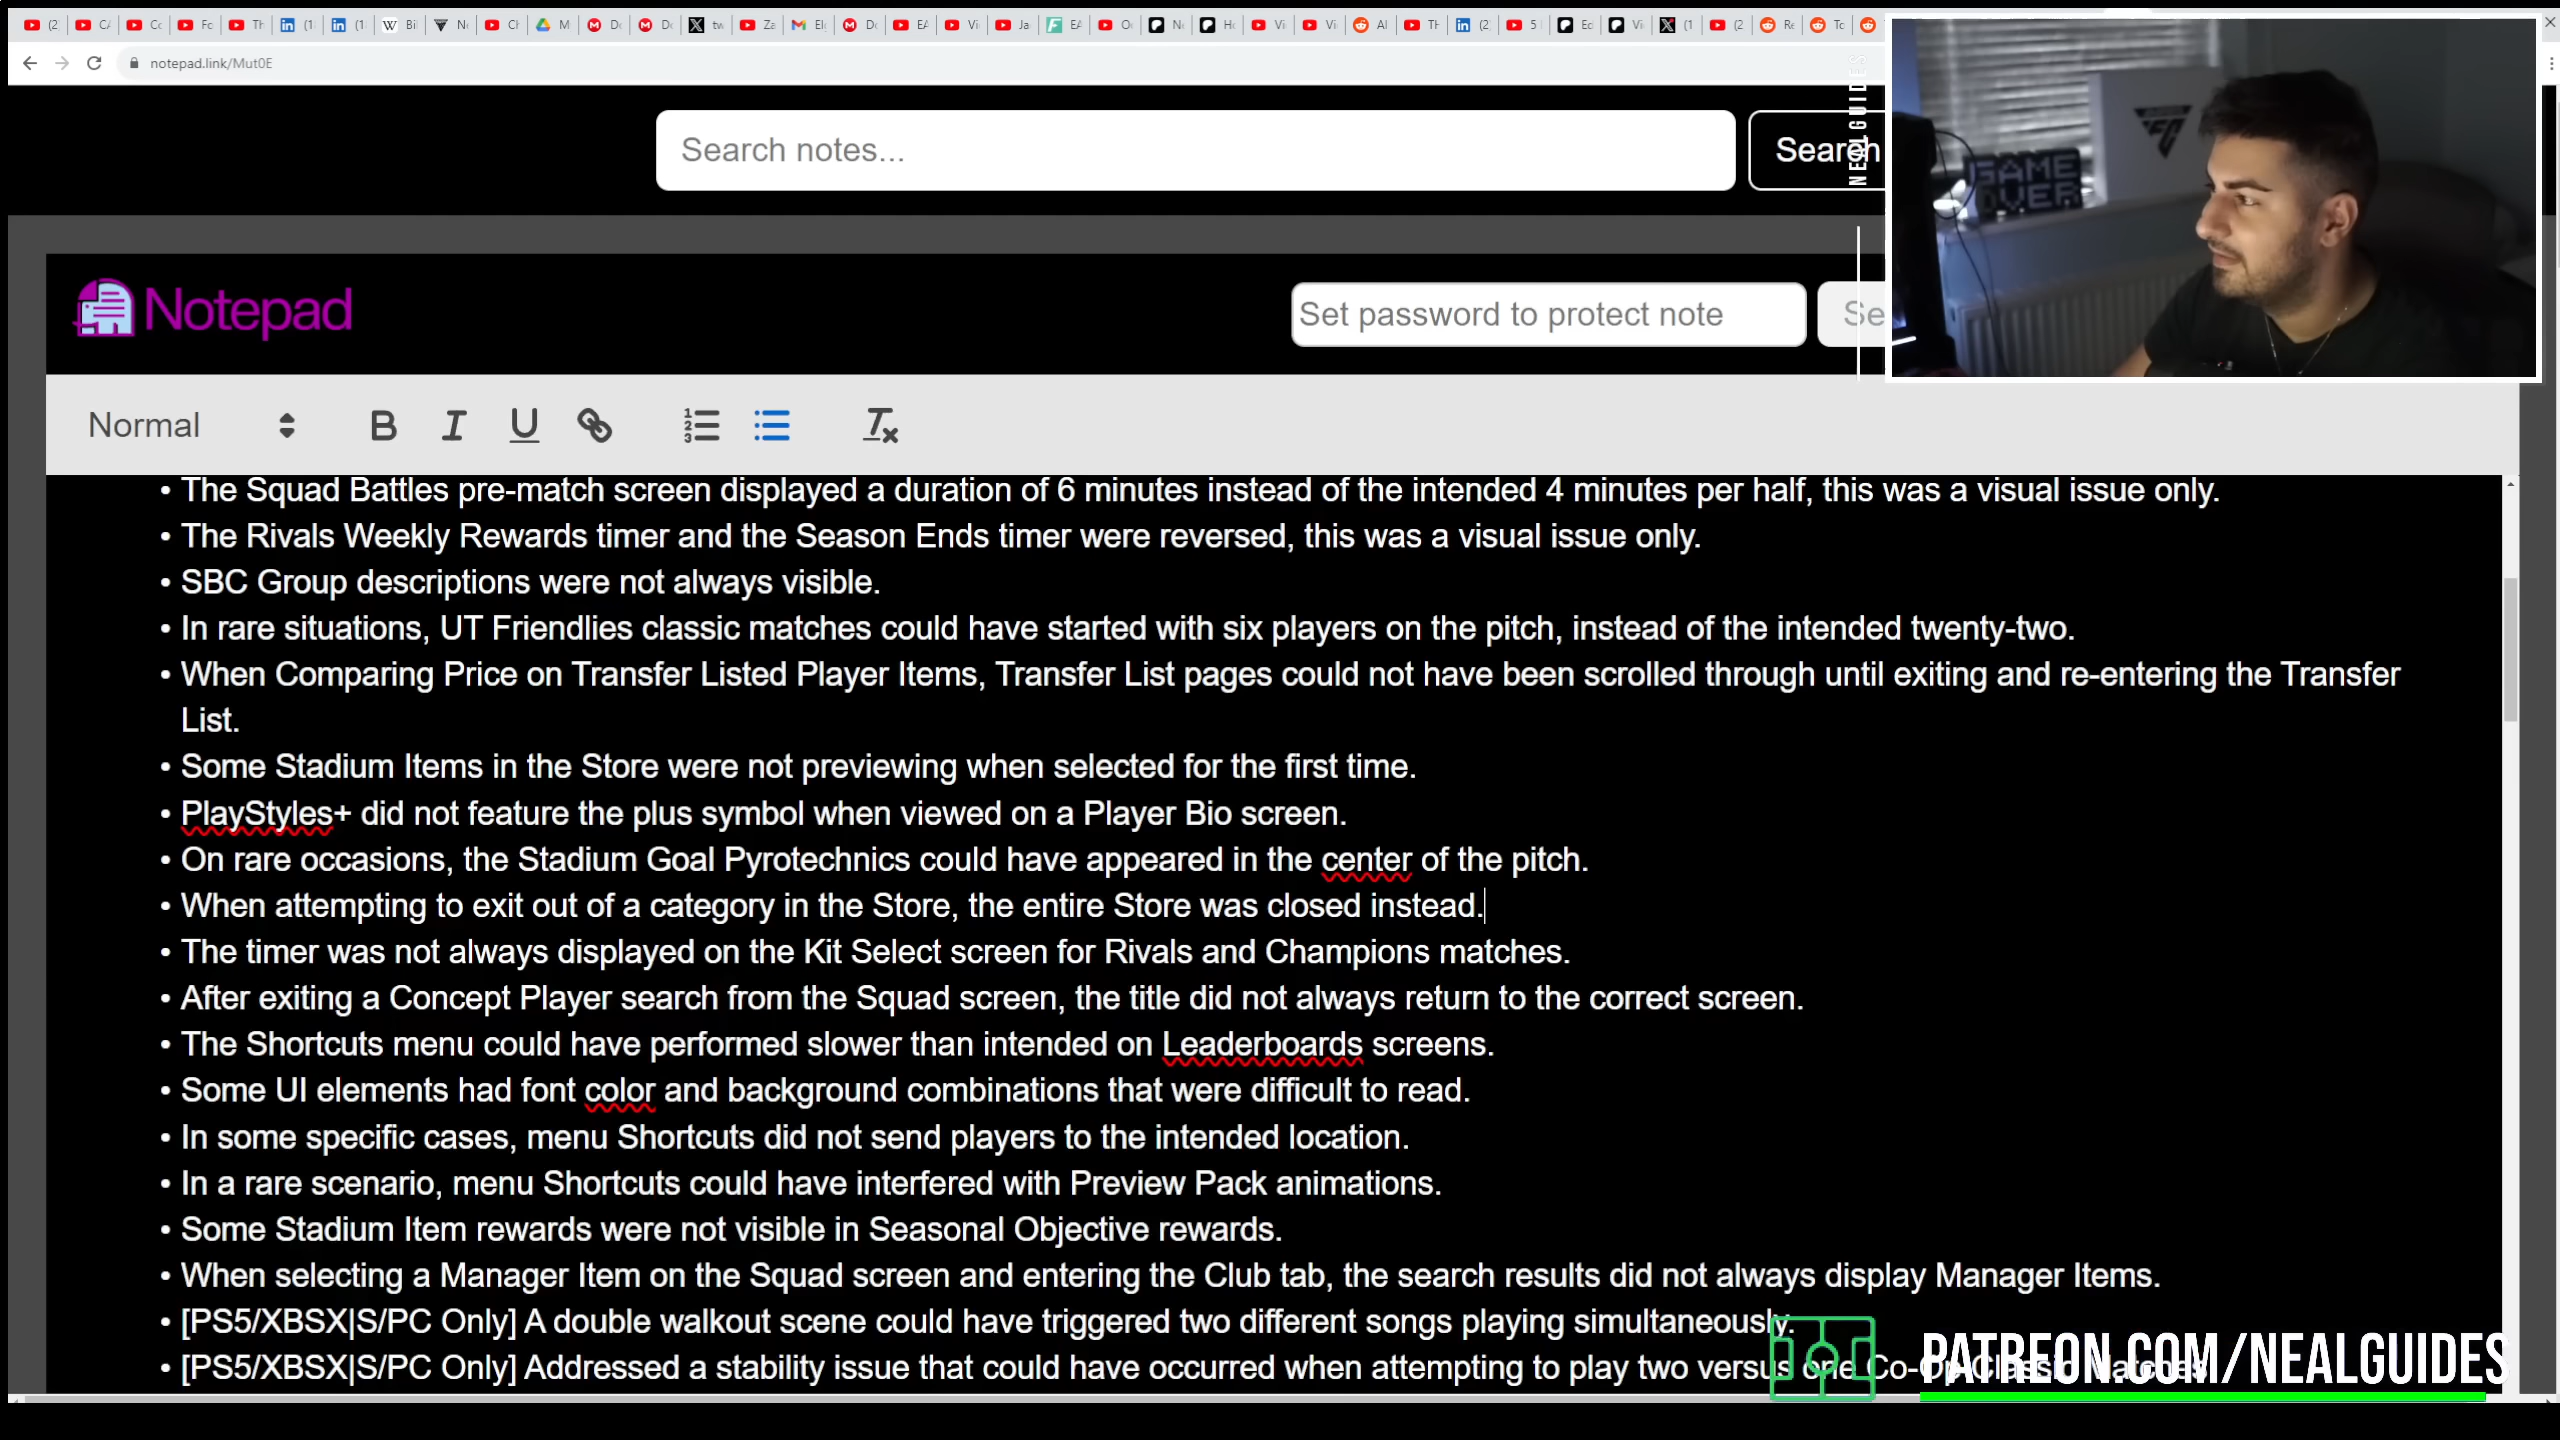 notepad.link/Mut0E
Search notes...
Search
NEALGUIDES
GAME
OVER
Notepad
Set password to protect note
Se
Normal
• The Squad Battles pre-match screen displayed a duration of 6 minutes instead of the intended 4 minutes per half, this was a visual issue only.
• The Rivals Weekly Rewards timer and the Season Ends timer were reversed, this was a visual issue only.
• SBC Group descriptions were not always visible.
• In rare situations, UT Friendlies classic matches could have started with six players on the pitch, instead of the intended twenty-two.
• When Comparing Price on Transfer Listed Player Items, Transfer List pages could not have been scrolled through until exiting and re-entering the Transfer
List.
• Some Stadium Items in the Store were not previewing when selected for the first time.
• PlayStyles+ did not feature the plus symbol when viewed on a Player Bio screen.
• On rare occasions, the Stadium Goal Pyrotechnics could have appeared in the center of the pitch.
• When attempting to exit out of a category in the Store, the entire Store was closed instead.
• The timer was not always displayed on the Kit Select screen for Rivals and Champions matches.
• After exiting a Concept Player search from the Squad screen, the title did not always return to the correct screen.
• The Shortcuts menu could have performed slower than intended on Leaderboards screens.
• Some UI elements had font color and background combinations that were difficult to read.
• In some specific cases, menu Shortcuts did not send players to the intended location.
• In a rare scenario, menu Shortcuts could have interfered with Preview Pack animations.
• Some Stadium Item rewards were not visible in Seasonal Objective rewards.
• When selecting a Manager Item on the Squad screen and entering the Club tab, the search results did not always display Manager Items.
• [PS5/XBSX|S/PC Only] A double walkout scene could have triggered two different songs playing simultaneously.
• [PS5/XBSX|S/PC Only] Addressed a stability issue that could have occurred when attempting to play two versus one Co-Op Classic Matches
PATREON.COM/NEALGUIDES